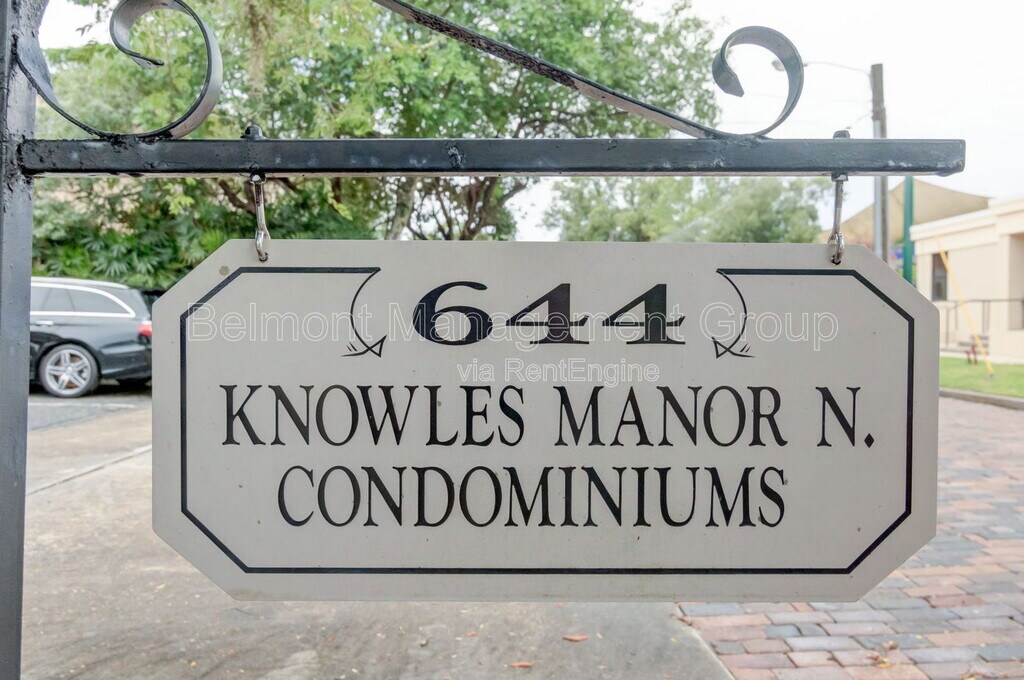 644
Belmont Management Group
via RentEngine
KNOWLES MANOR N.
CONDOMINIUMS